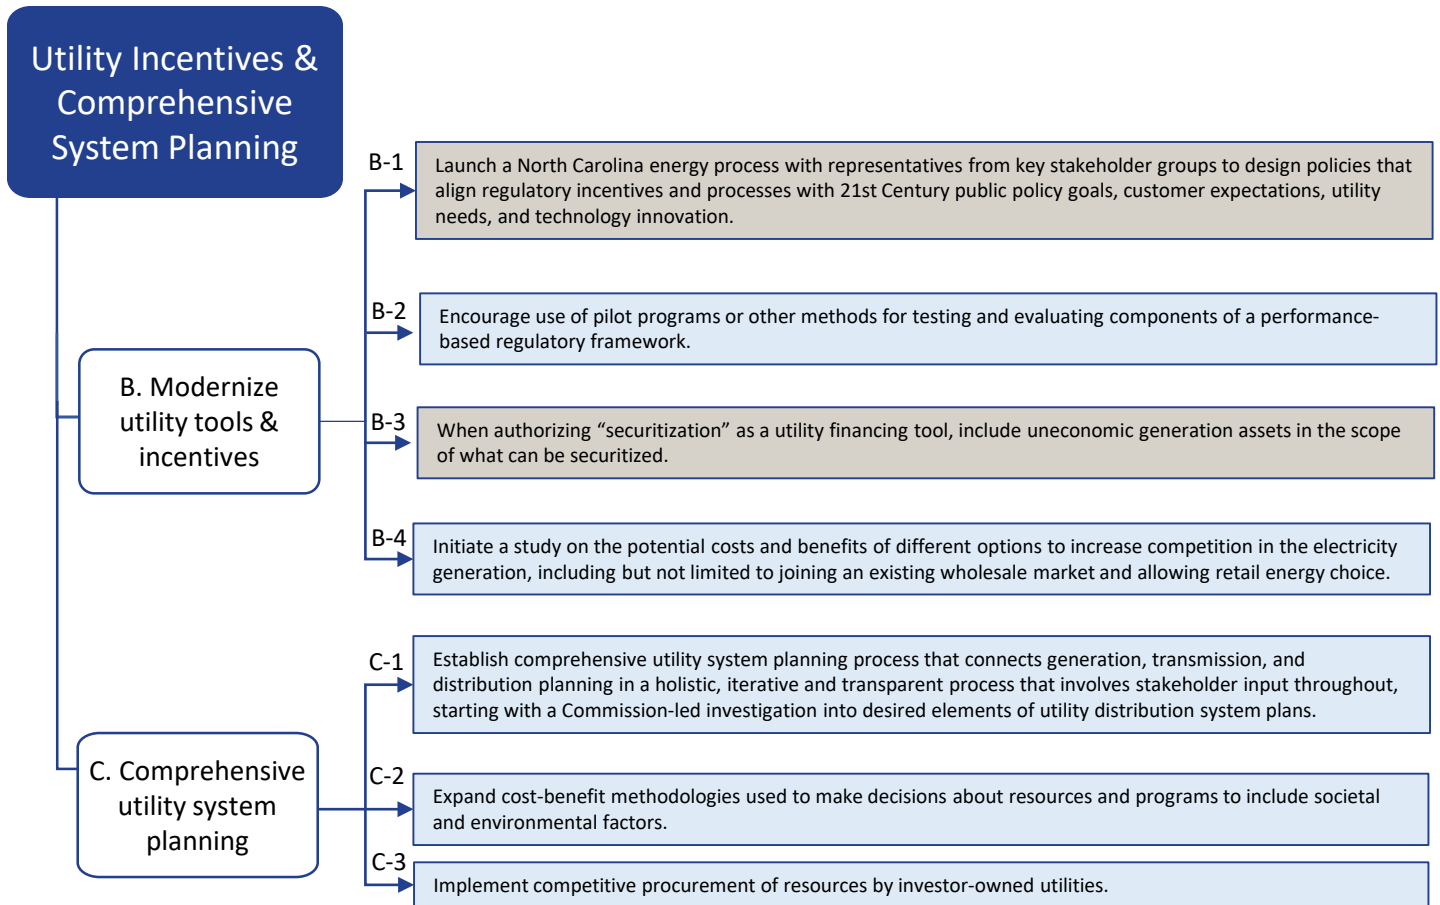 Utility Incentives &
Comprehensive
System Planning
B-1
Launch a North Carolina energy process with representatives from key stakeholder groups to design policies that
align regulatory incentives and processes with 21st Century public policy goals, customer expectations, utility
needs, and technology innovation.
B-2
Encourage use of pilot programs or other methods for testing and evaluating components of a performance-
based regulatory framework.
B. Modernize
utility tools &
incentives
B-3
When authorizing “securitization” as a utility financing tool, include uneconomic generation assets in the scope
of what can be securitized.
B-4
Initiate a study on the potential costs and benefits of different options to increase competition in the electricity
generation, including but not limited to joining an existing wholesale market and allowing retail energy choice.
C-1
Establish comprehensive utility system planning process that connects generation, transmission, and
distribution planning in a holistic, iterative and transparent process that involves stakeholder input throughout,
starting with a Commission-led investigation into desired elements of utility distribution system plans.
C. Comprehensive
utility system
planning
C-2
Expand cost-benefit methodologies used to make decisions about resources and programs to include societal
and environmental factors.
C-3
Implement competitive procurement of resources by investor-owned utilities.